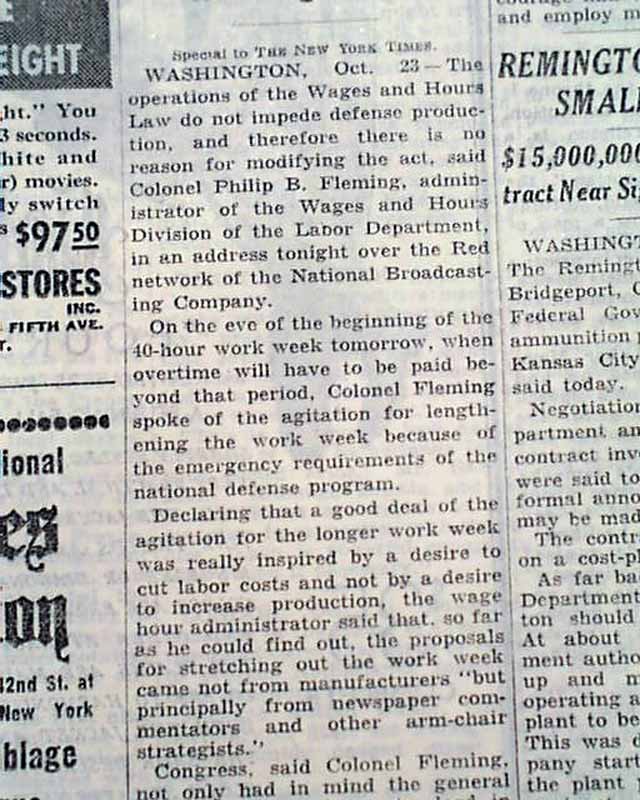 EIGHT
ht." You
3 seconds.
hite and
r) movies.
ly switch
$97 50
STORES
INC.
FIFTH AVE.
T.
ional
es
on
42nd St. at
New York
blage
Special to THE NEW YORK TIMES.
WASHINGTON, Oct. 23—The
operations of the Wages and Hours
Law do not impede defense produc-
tion, and therefore there is no
reason for modifying the act, said
Colonel Philip B. Fleming, admin-
istrator of the Wages and Hours
Division of the Labor Department,
in an address tonight over the Red
network of the National Broadcast-
ing Company.
On the eve of the beginning of the
40-hour work week tomorrow, when
overtime will have to be paid be-
yond that period, Colonel Fleming
spoke of the agitation for length-
ening the work week because of
the emergency requirements of the
national defense program.
Declaring that a good deal of the
agitation for the longer work week
was really inspired by a desire to
cut labor costs and not by a desire
to increase production, the wage
hour administrator said that, so far
as he could find out, the proposals
for stretching out the work week
came not from manufacturers "but
principally from newspaper com-
mentators and other arm-chair
strategists."
Congress, said Colonel Fleming,
not only had in mind the general
and employ m
REMINGTO
SMALL
$15,000,000
tract Near Si
WASHINGT
The Remingt
Bridgeport, C
Federal Gov
ammunition p
Kansas City
said today.
Negotiation
partment an
contract inv
were said to
formal anno
may be mad
The contr
on a cost-pl
As far ba
Department
ton should
At about
ment autho
up and m
operating a
plant to be
This was d
pany start
the plant